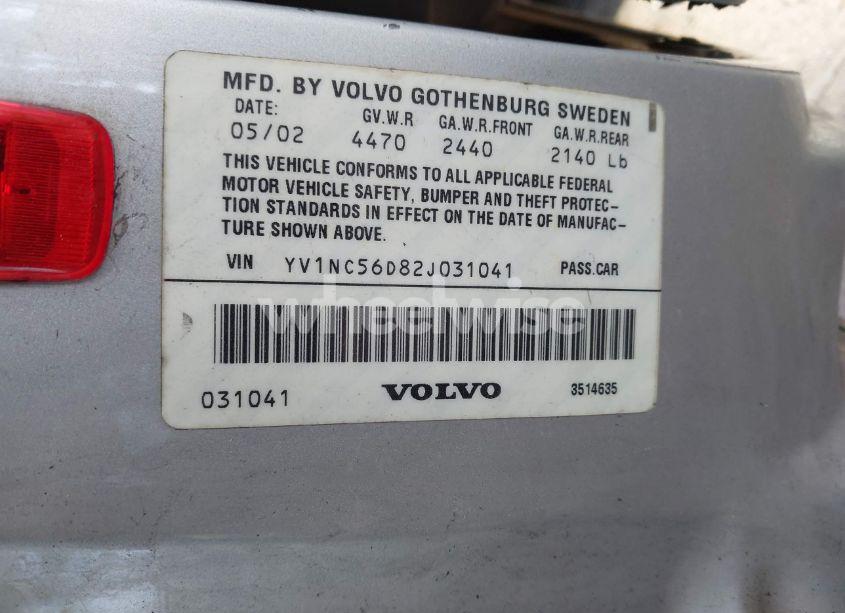 MFD. BY VOLVO GOTHENBURG SWEDEN
DATE: GV.W.R GA.W.R.FRONT GA.W.R.REAR
05/02 4470 2440 2140 Lb
THIS VEHICLE CONFORMS TO ALL APPLICABLE FEDERAL
MOTOR VEHICLE SAFETY, BUMPER AND THEFT PROTEC-
TION STANDARDS IN EFFECT ON THE DATE OF MANUFAC-
TURE SHOWN ABOVE.
VIN YV1NC56D82J031041 PASS.CAR
wheelwise
031041 VOLVO 3514635